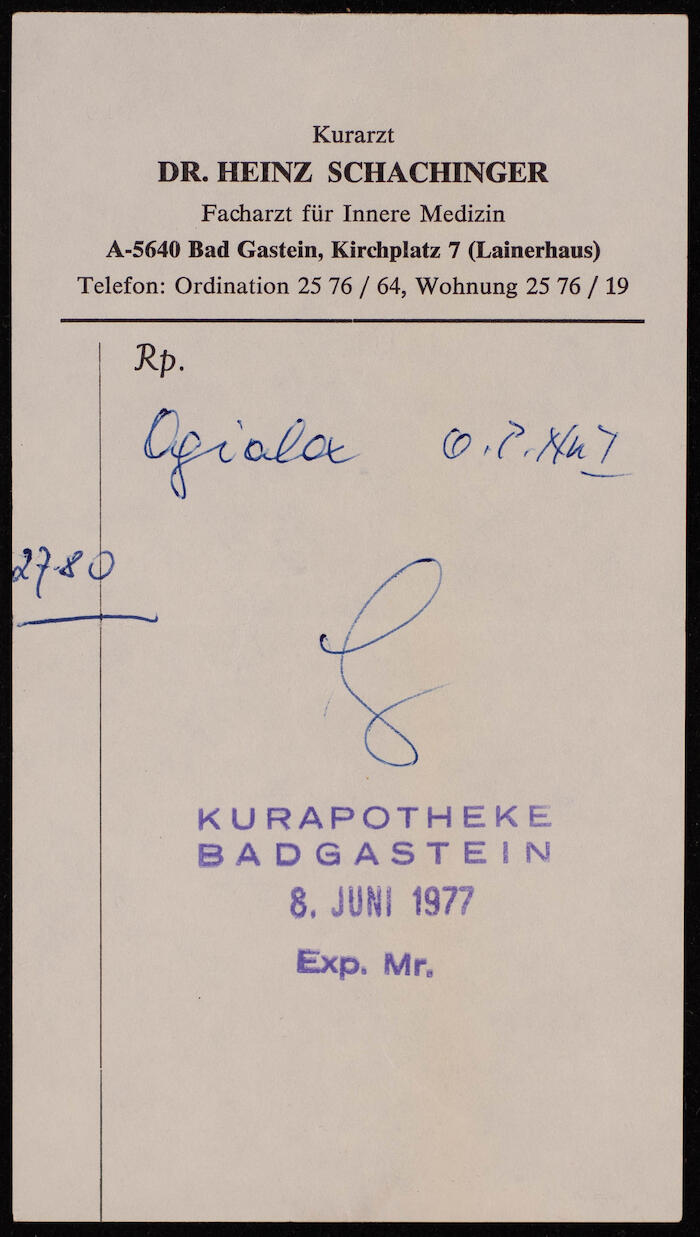 Kurarzt
DR. HEINZ SCHACHINGER
Facharzt für Innere Medizin
A-5640 Bad Gastein, Kirchplatz 7 (Lainerhaus)
Telefon: Ordination 25 76 / 64, Wohnung 25 76 / 19
Rp.
O.P.
27.80
KURAPOTHEKE
BADGASTEIN
8. JUNI 1977
Exp. Mr.